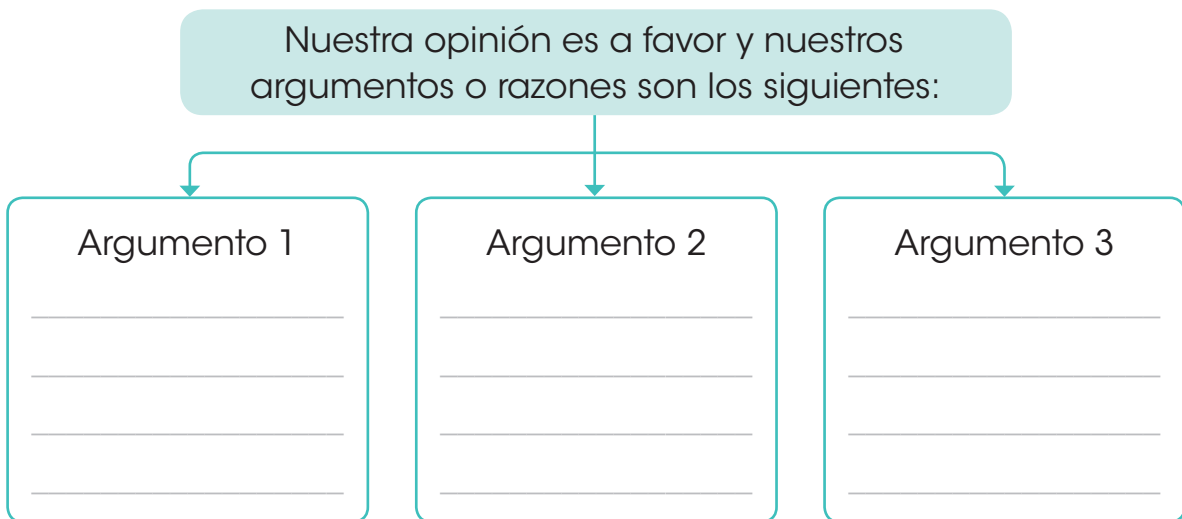 Nuestra opinión es a favor y nuestros
argumentos o razones son los siguientes:
Argumento 1
Argumento 2
Argumento 3